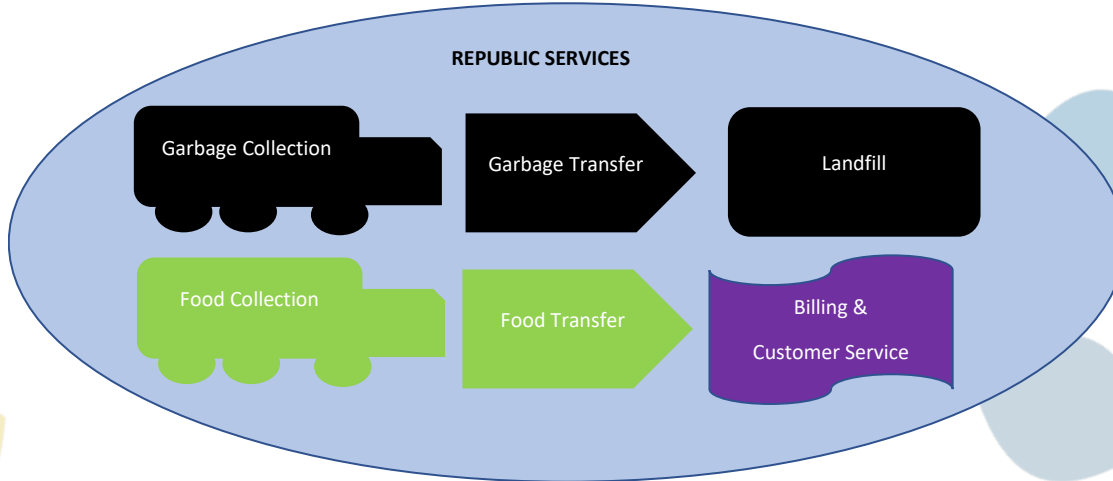 REPUBLIC SERVICES
Garbage Collection
Garbage Transfer
Landfill
Food Collection
Food Transfer
Billing &
Customer Service